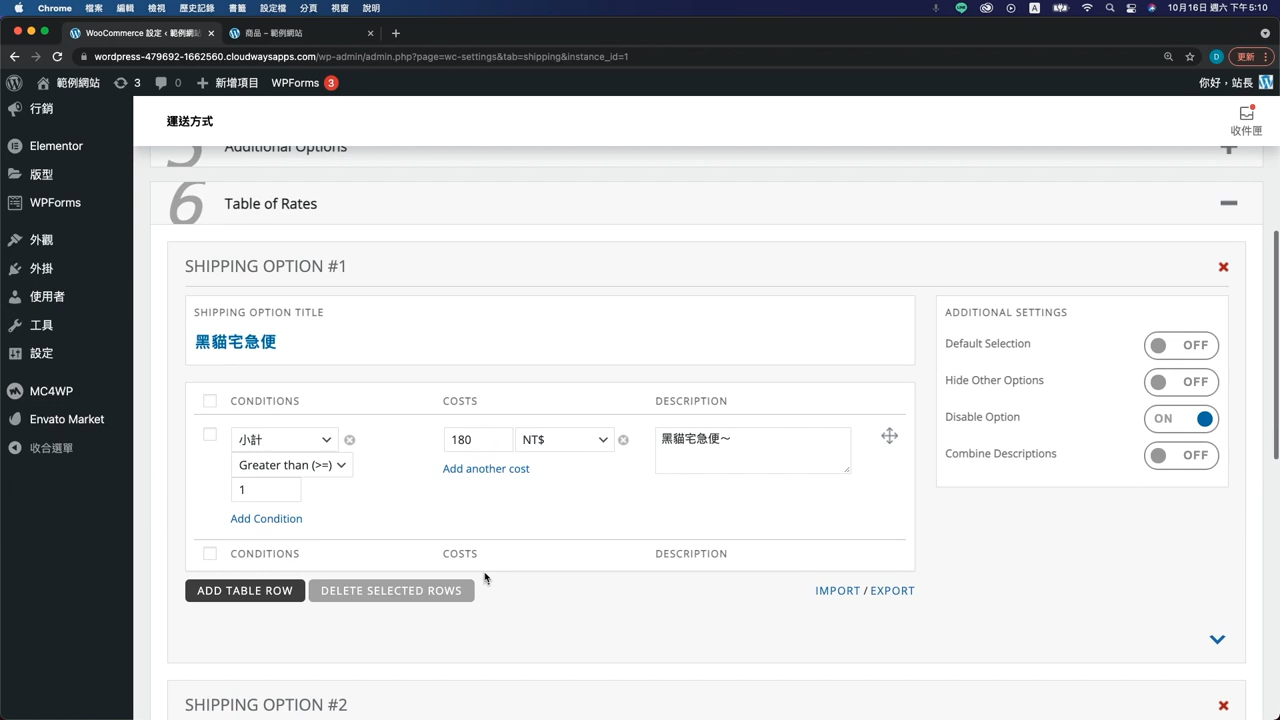 Chrome 檔案 編輯 檢視 歷史記錄 書籤 設定檔 分頁 視窗 說明 A 10月16日 週六 下午5:10
WooCommerce 設定 ‹ 範例網站 商品 – 範例網站
wordpress-479692-1662560.cloudwaysapps.com/wp-admin/admin.php?page=wc-settings&tab=shipping&instance_id=1 D 更新
範例網站 3 0 新增項目 WPForms 3 你好，站長
行銷
Elementor
版型
WPForms
外觀
外掛
使用者
工具
設定
MC4WP
Envato Market
收合選單
運送方式
收件匣
5 Additional Options
6 Table of Rates
SHIPPING OPTION #1
SHIPPING OPTION TITLE
黑貓宅急便
ADDITIONAL SETTINGS
Default Selection OFF
Hide Other Options OFF
Disable Option ON
Combine Descriptions OFF
CONDITIONS COSTS DESCRIPTION
小計 180 NT$ 黑貓宅急便～
Greater than (>=) Add another cost
1
Add Condition
CONDITIONS COSTS DESCRIPTION
ADD TABLE ROW DELETE SELECTED ROWS IMPORT / EXPORT
SHIPPING OPTION #2